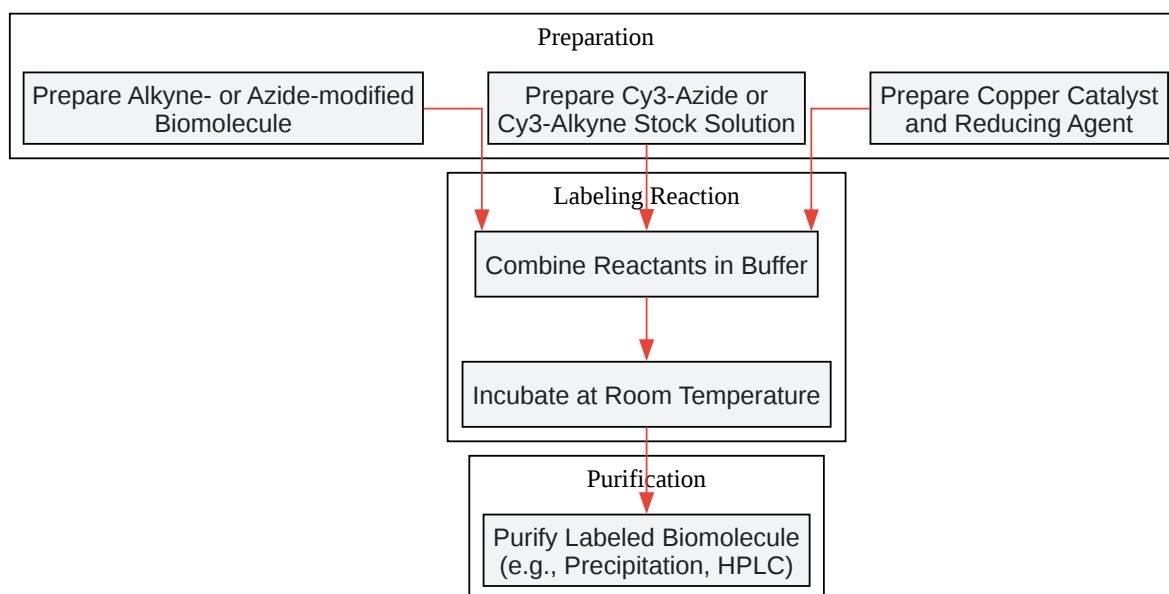 Preparation
Prepare Alkyne- or Azide-modified
Biomolecule
Prepare Cy3-Azide or
Cy3-Alkyne Stock Solution
Prepare Copper Catalyst
and Reducing Agent
Labeling Reaction
Combine Reactants in Buffer
Incubate at Room Temperature
Purification
Purify Labeled Biomolecule
(e.g., Precipitation, HPLC)